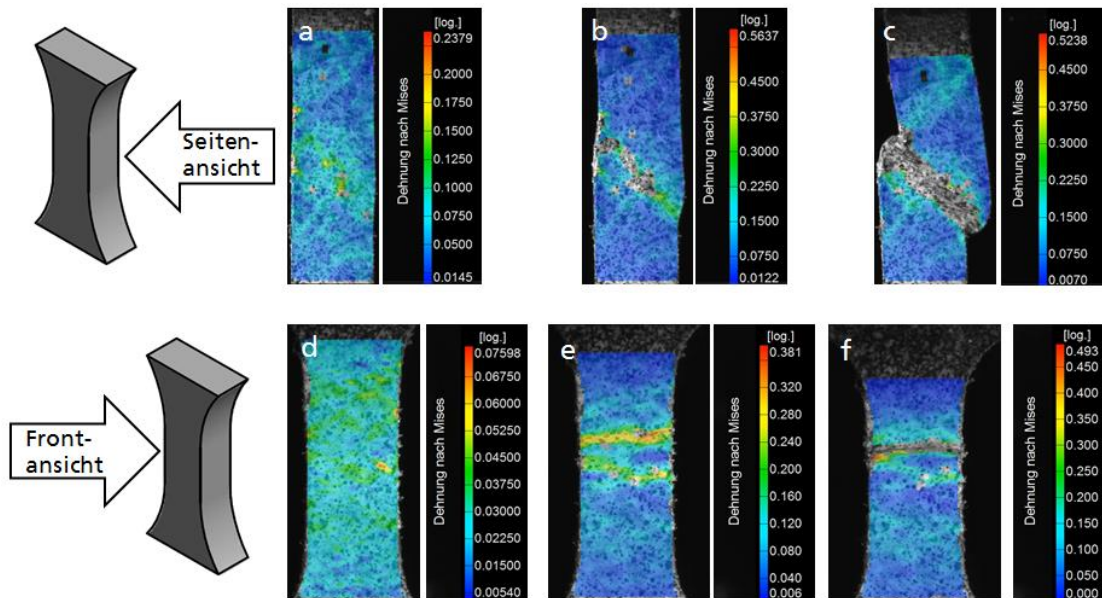 Seiten-
ansicht
a
Dehnung nach Mises
[log.]
0.2379
0.2000
0.1750
0.1500
0.1250
0.1000
0.0750
0.0500
0.0145
b
Dehnung nach Mises
[log.]
0.5637
0.4500
0.3750
0.3000
0.2250
0.1500
0.0750
0.0122
c
Dehnung nach Mises
[log.]
0.5238
0.4500
0.3750
0.3000
0.2250
0.1500
0.0750
0.0070
Front-
ansicht
d
Dehnung nach Mises
[log.]
0.07598
0.06750
0.06000
0.05250
0.04500
0.03750
0.03000
0.02250
0.01500
0.00540
e
Dehnung nach Mises
[log.]
0.381
0.320
0.280
0.240
0.200
0.160
0.120
0.080
0.040
0.006
f
Dehnung nach Mises
[log.]
0.493
0.450
0.400
0.350
0.300
0.250
0.200
0.150
0.100
0.050
0.000